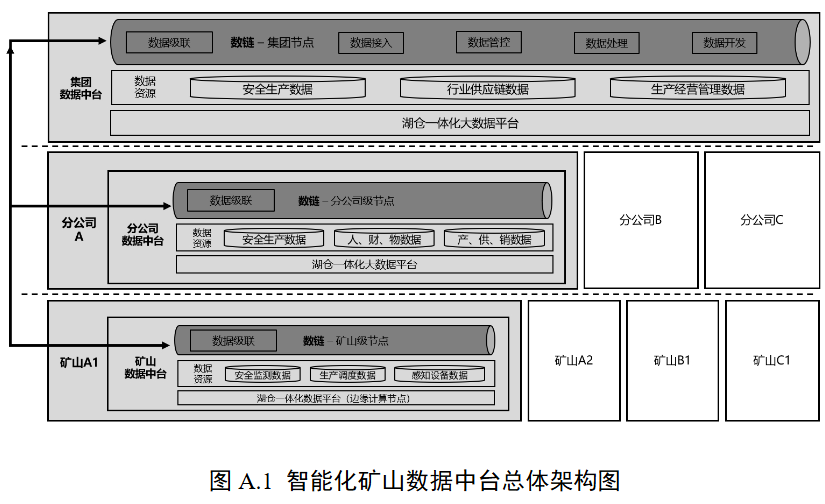 数据级联
数链 – 集团节点
数据接入
数据管控
数据处理
数据开发
集团
数据中台
数据
资源
安全生产数据
行业供应链数据
生产经营管理数据
湖仓一体化大数据平台
分公司
A
分公司
数据中台
数据级联
数链 – 分公司级节点
数据
资源
安全生产数据
人、财、物数据
产、供、销数据
湖仓一体化大数据平台
分公司B
分公司C
矿山A1
矿山
数据中台
数据级联
数链 – 矿山级节点
数据
资源
安全监测数据
生产调度数据
感知设备数据
湖仓一体化数据平台（边缘计算节点）
矿山A2
矿山B1
矿山C1
图 A.1 智能化矿山数据中台总体架构图